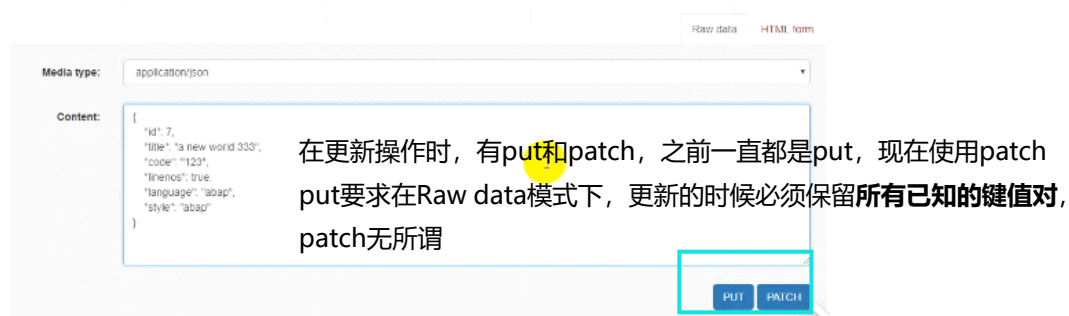 Raw data HTML form
Media type: application/json
Content: {
"id": 7,
"title": "a new world 333",
"code": "123",
"linenos": true,
"language": "abap",
"style": "abap"
}
在更新操作时，有put和patch，之前一直都是put，现在使用patch
put要求在Raw data模式下，更新的时候必须保留所有已知的键值对，
patch无所谓
PUT PATCH